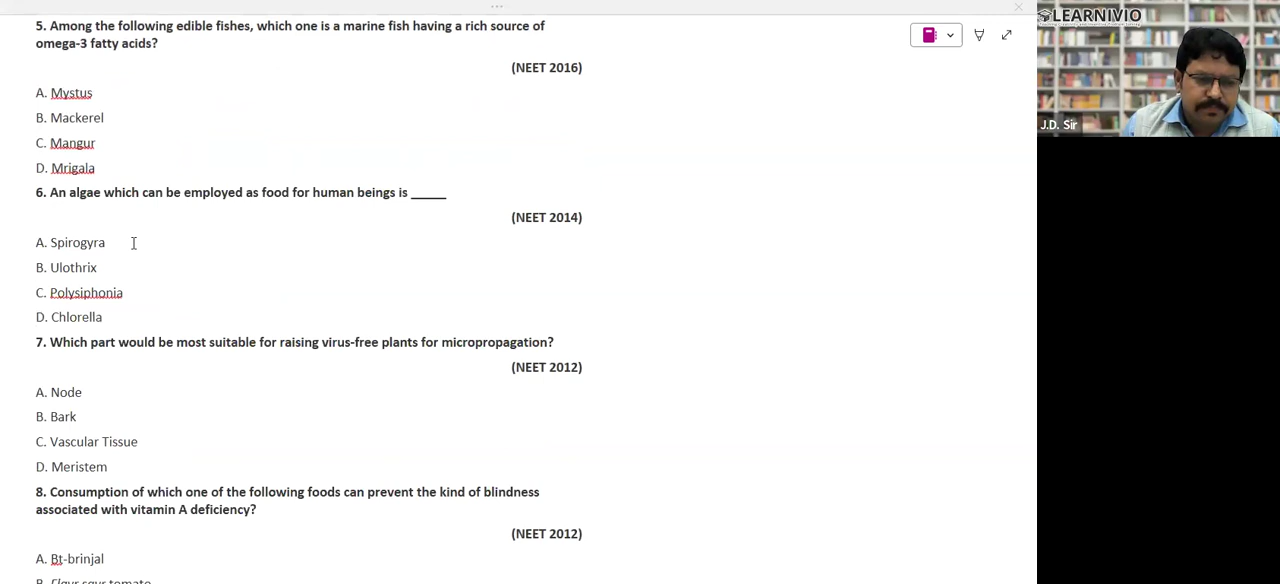 5. Among the following edible fishes, which one is a marine fish having a rich source of
omega-3 fatty acids?
(NEET 2016)
A. Mystus
B. Mackerel
C. Mangur
D. Mrigala
6. An algae which can be employed as food for human beings is _____
(NEET 2014)
A. Spirogyra
B. Ulothrix
C. Polysiphonia
D. Chlorella
7. Which part would be most suitable for raising virus-free plants for micropropagation?
(NEET 2012)
A. Node
B. Bark
C. Vascular Tissue
D. Meristem
8. Consumption of which one of the following foods can prevent the kind of blindness
associated with vitamin A deficiency?
(NEET 2012)
A. Bt-brinjal
B. Flavr savr tomato
LEARNIVIO
J.D. Sir